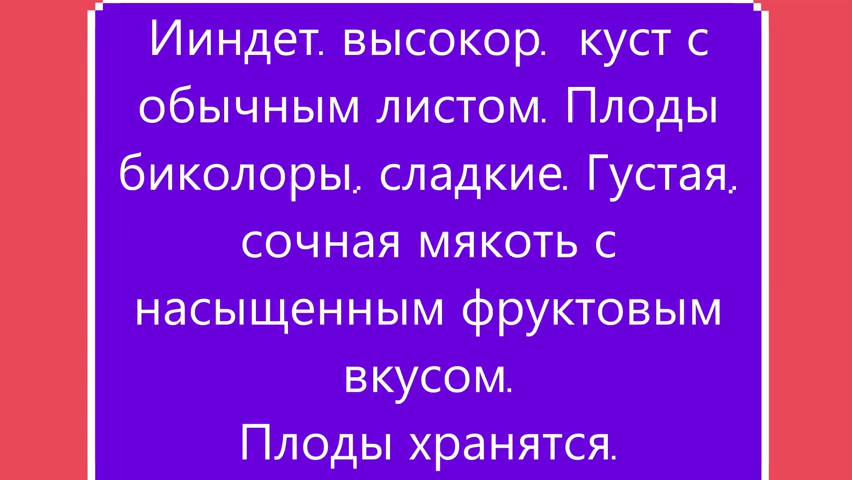 Ииндет. высокор.  куст с
обычным листом. Плоды
биколоры,. сладкие. Густая,.
сочная мякоть с
насыщенным фруктовым
вкусом.
Плоды хранятся.